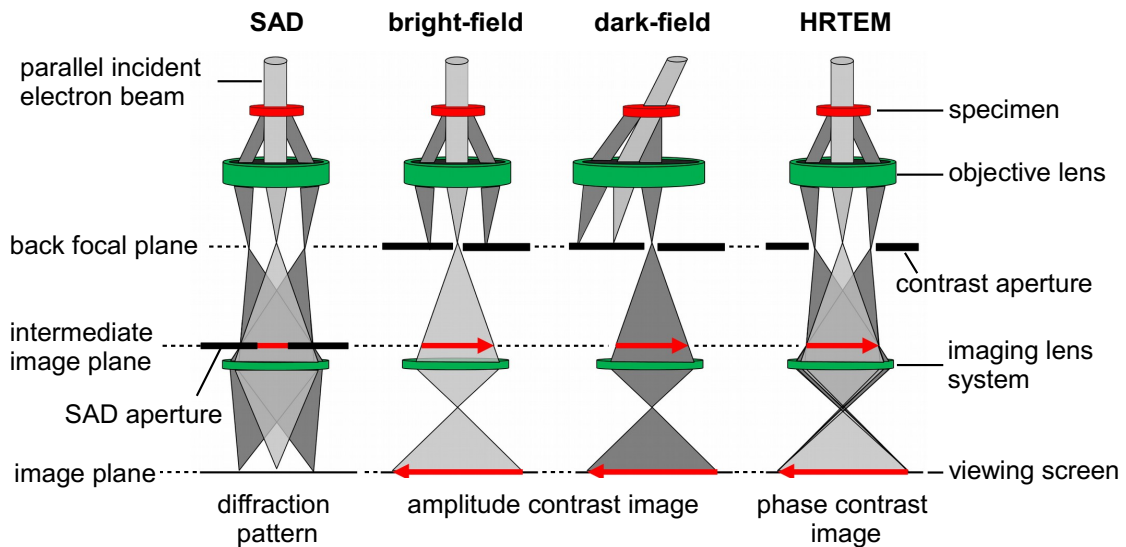 SAD
bright-field
dark-field
HRTEM
parallel incident
electron beam
specimen
objective lens
back focal plane
contrast aperture
intermediate
image plane
imaging lens
system
SAD aperture
image plane
viewing screen
diffraction
pattern
amplitude contrast image
phase contrast
image